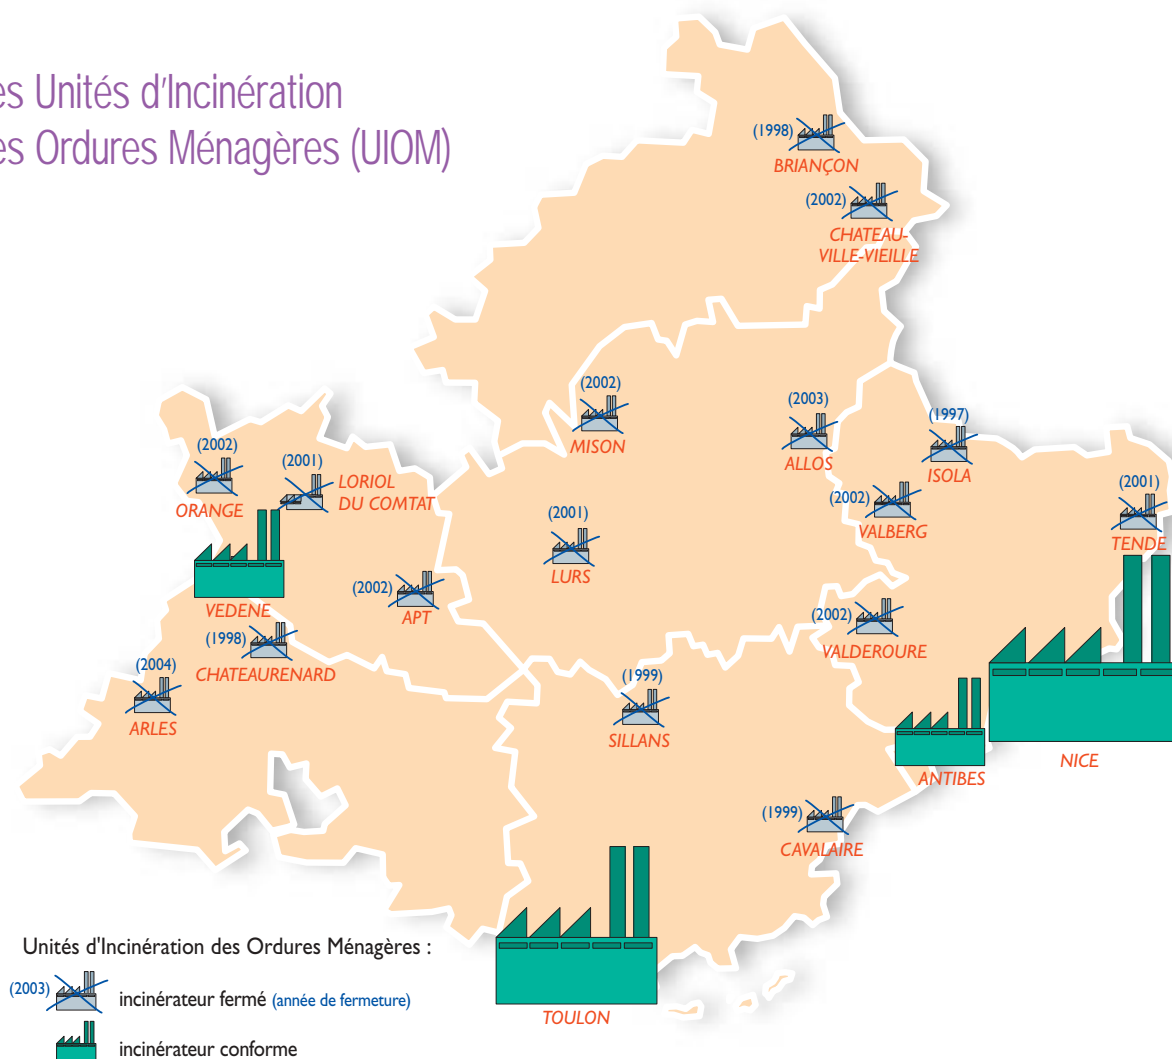 es Unités d'Incinération
es Ordures Ménagères (UIOM)
(1998)
BRIANÇON
(2002)
CHATEAU-
VILLE-VIEILLE
(2002)
MISON
(2003)
ALLOS
(1997)
ISOLA
(2002)
ORANGE
(2001)
LORIOL
DU COMTAT
(2002)
VALBERG
(2001)
TENDE
(2001)
LURS
VEDENE
(2002)
APT
(2002)
VALDEROURE
(1998)
CHATEAURENARD
(2004)
ARLES
(1999)
SILLANS
ANTIBES
NICE
(1999)
CAVALAIRE
TOULON
Unités d'Incinération des Ordures Ménagères :
(2003) incinérateur fermé (année de fermeture)
incinérateur conforme